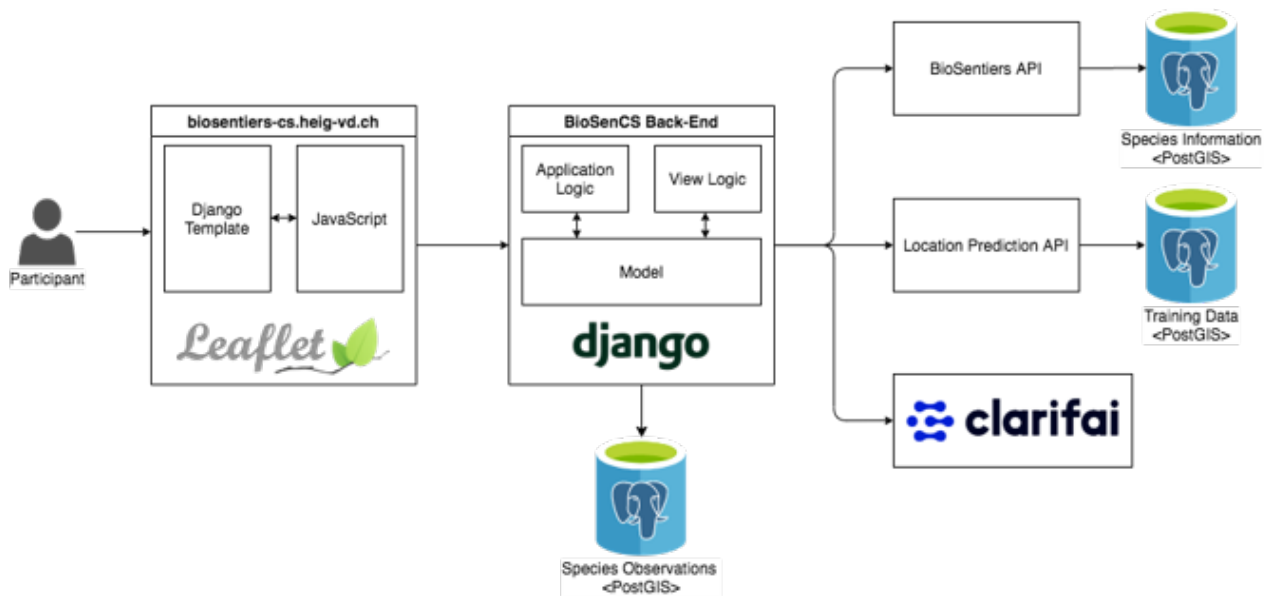 Participant
biosentiers-cs.heig-vd.ch
Django
Template
JavaScript
Leaflet
BioSenCS Back-End
Application
Logic
View Logic
Model
django
Species Observations
<PostGIS>
BioSentiers API
Species Information
<PostGIS>
Location Prediction API
Training Data
<PostGIS>
clarifai